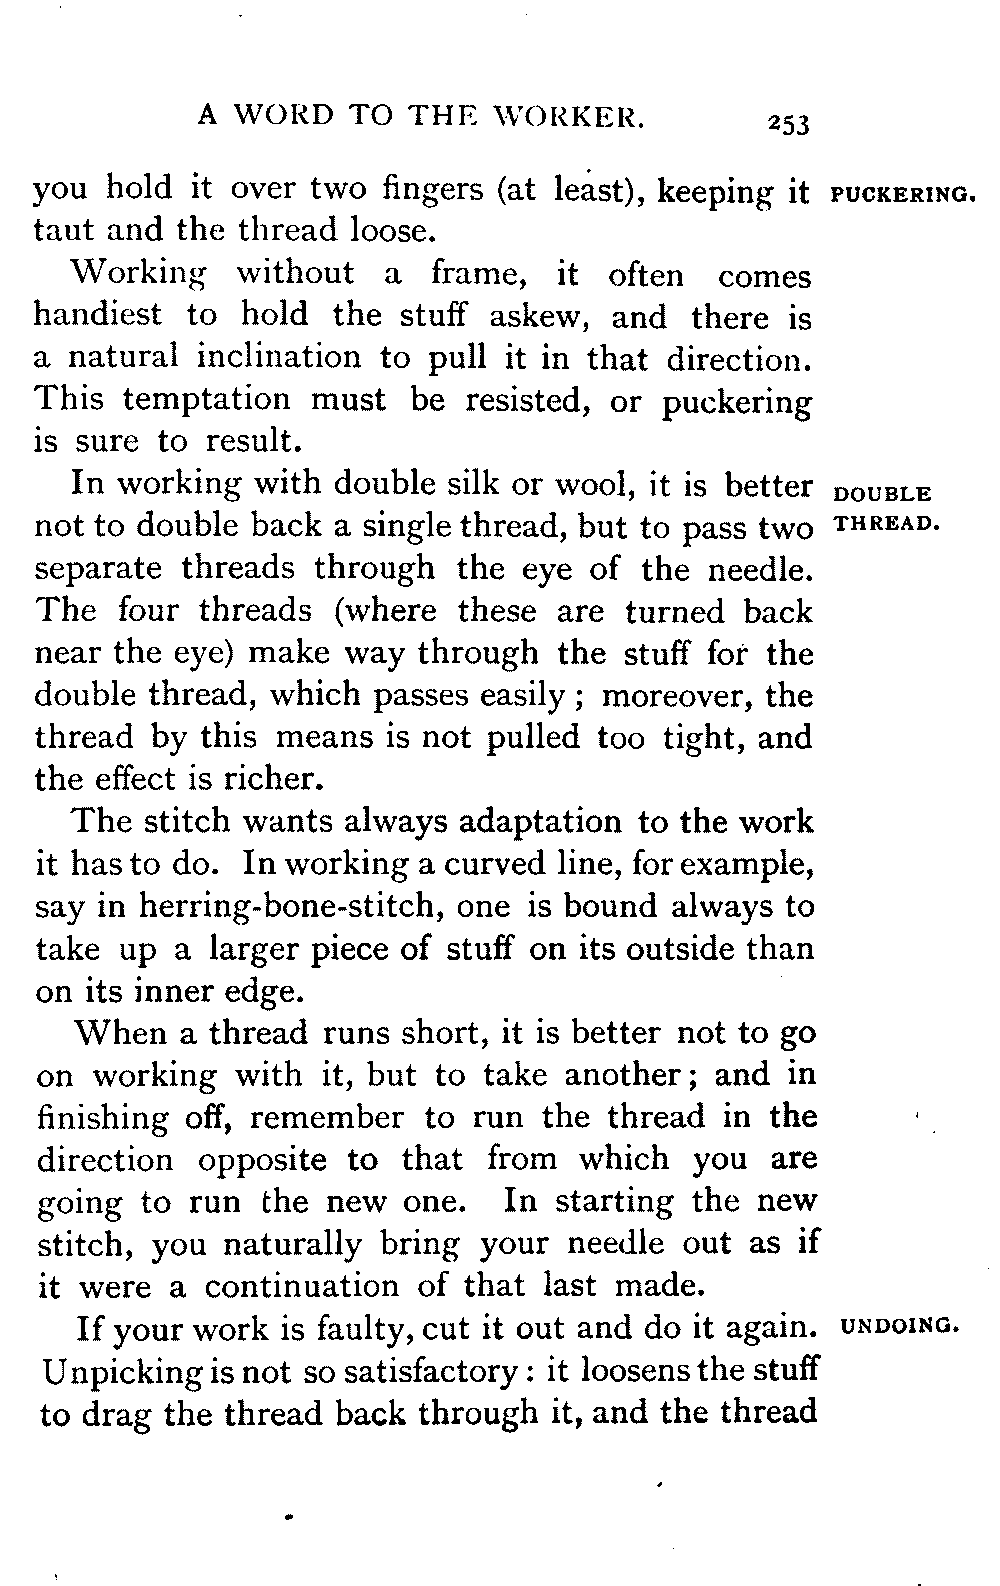 A WORD TO THE WORKER. 253
you hold it over two fingers (at least), keeping it PUCKERING.
taut and the thread loose.
Working without a frame, it often comes
handiest to hold the stuff askew, and there is
a natural inclination to pull it in that direction.
This temptation must be resisted, or puckering
is sure to result.
In working with double silk or wool, it is better DOUBLE
not to double back a single thread, but to pass two THREAD.
separate threads through the eye of the needle.
The four threads (where these are turned back
near the eye) make way through the stuff for the
double thread, which passes easily ; moreover, the
thread by this means is not pulled too tight, and
the effect is richer.
The stitch wants always adaptation to the work
it has to do. In working a curved line, for example,
say in herring-bone-stitch, one is bound always to
take up a larger piece of stuff on its outside than
on its inner edge.
When a thread runs short, it is better not to go
on working with it, but to take another ; and in
finishing off, remember to run the thread in the
direction opposite to that from which you are
going to run the new one. In starting the new
stitch, you naturally bring your needle out as if
it were a continuation of that last made.
If your work is faulty, cut it out and do it again. UNDOING.
Unpicking is not so satisfactory : it loosens the stuff
to drag the thread back through it, and the thread